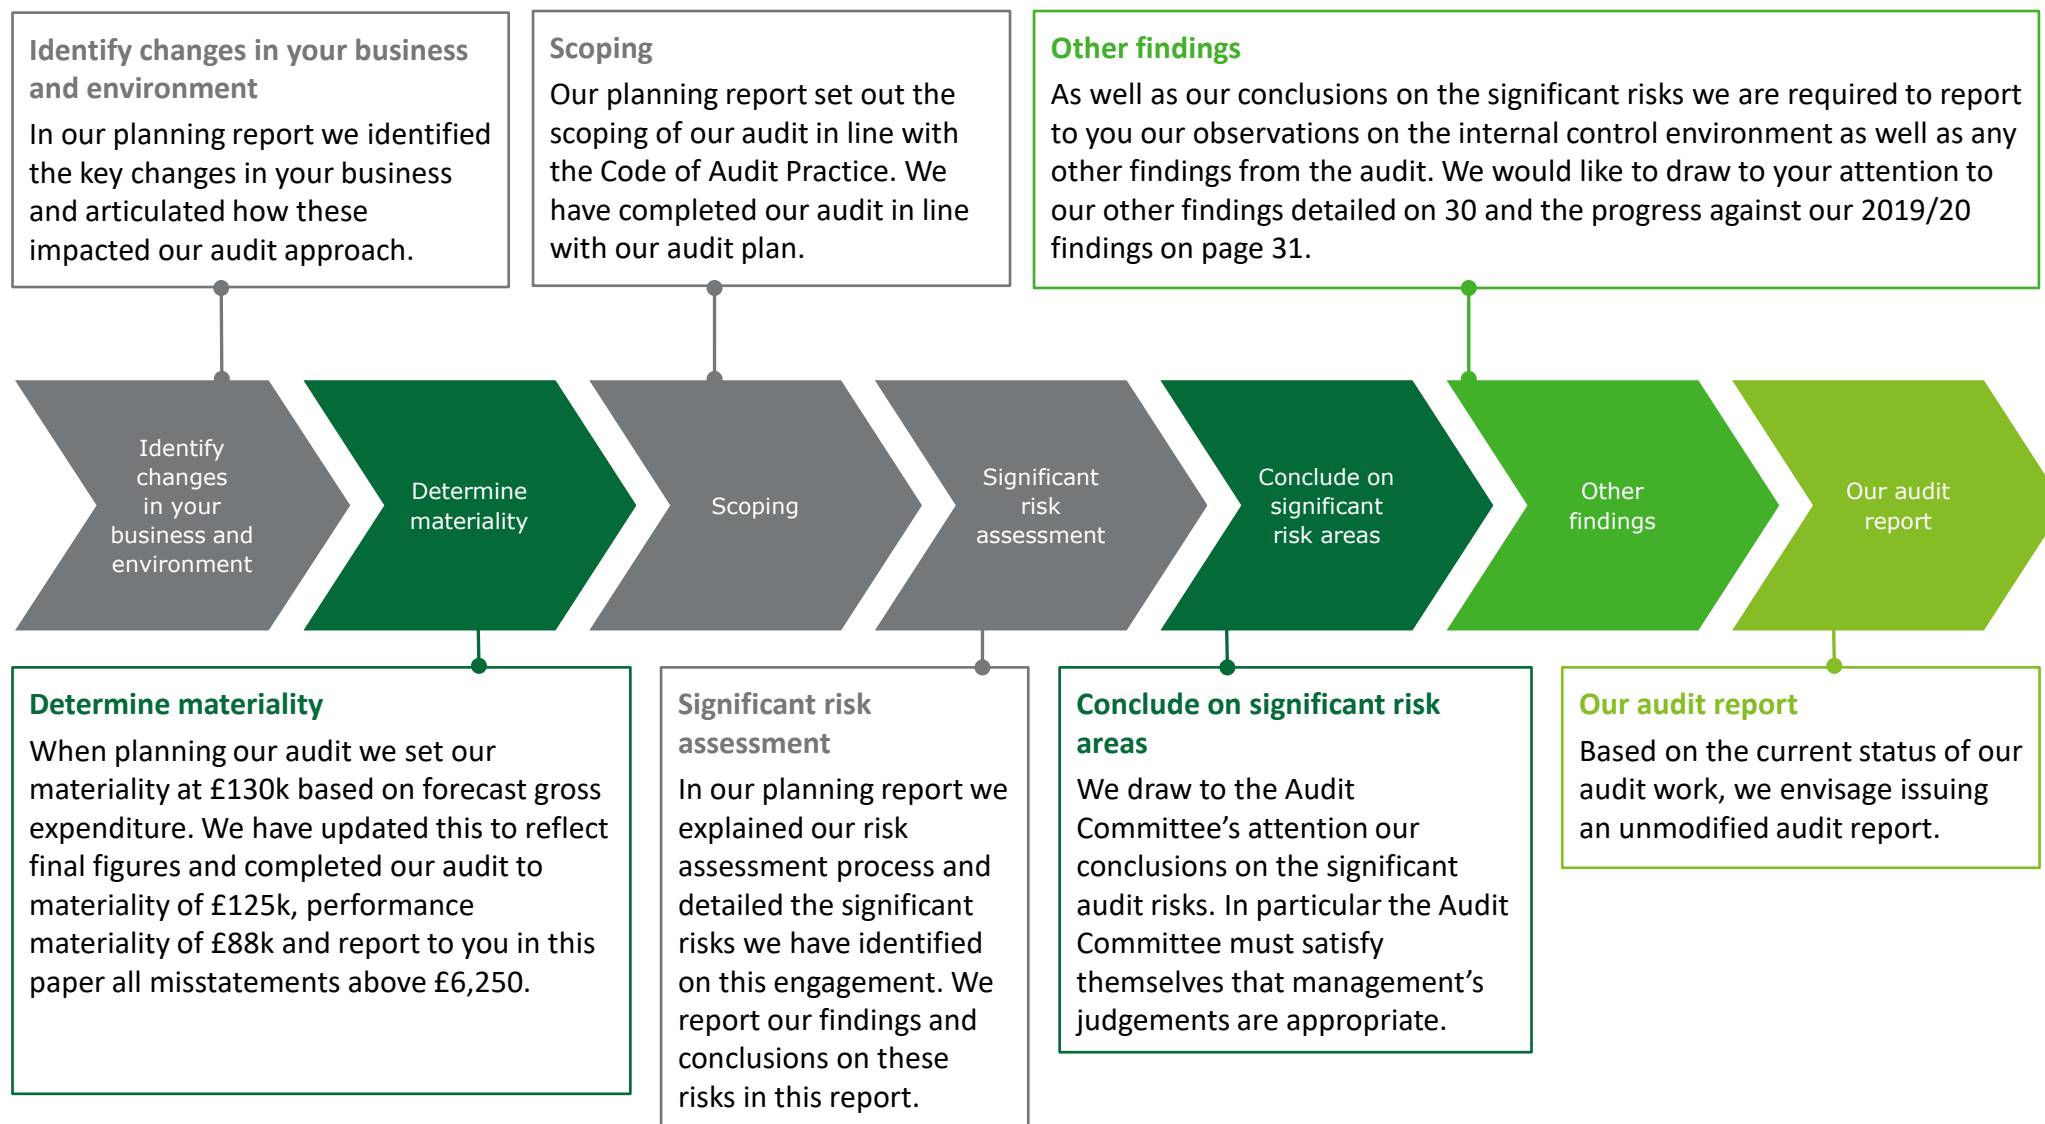 Identify changes in your business
and environment
In our planning report we identified
the key changes in your business
and articulated how these
impacted our audit approach.
Scoping
Our planning report set out the
scoping of our audit in line with
the Code of Audit Practice. We
have completed our audit in line
with our audit plan.
Other findings
As well as our conclusions on the significant risks we are required to report
to you our observations on the internal control environment as well as any
other findings from the audit. We would like to draw to your attention to
our other findings detailed on 30 and the progress against our 2019/20
findings on page 31.
Identify
changes
in your
business and
environment
Determine
materiality
Scoping
Significant
risk
assessment
Conclude on
significant
risk areas
Other
findings
Our audit
report
Determine materiality
When planning our audit we set our
materiality at £130k based on forecast gross
expenditure. We have updated this to reflect
final figures and completed our audit to
materiality of £125k, performance
materiality of £88k and report to you in this
paper all misstatements above £6,250.
Significant risk
assessment
In our planning report we
explained our risk
assessment process and
detailed the significant
risks we have identified
on this engagement. We
report our findings and
conclusions on these
risks in this report.
Conclude on significant risk
areas
We draw to the Audit
Committee’s attention our
conclusions on the significant
audit risks. In particular the Audit
Committee must satisfy
themselves that management’s
judgements are appropriate.
Our audit report
Based on the current status of our
audit work, we envisage issuing
an unmodified audit report.